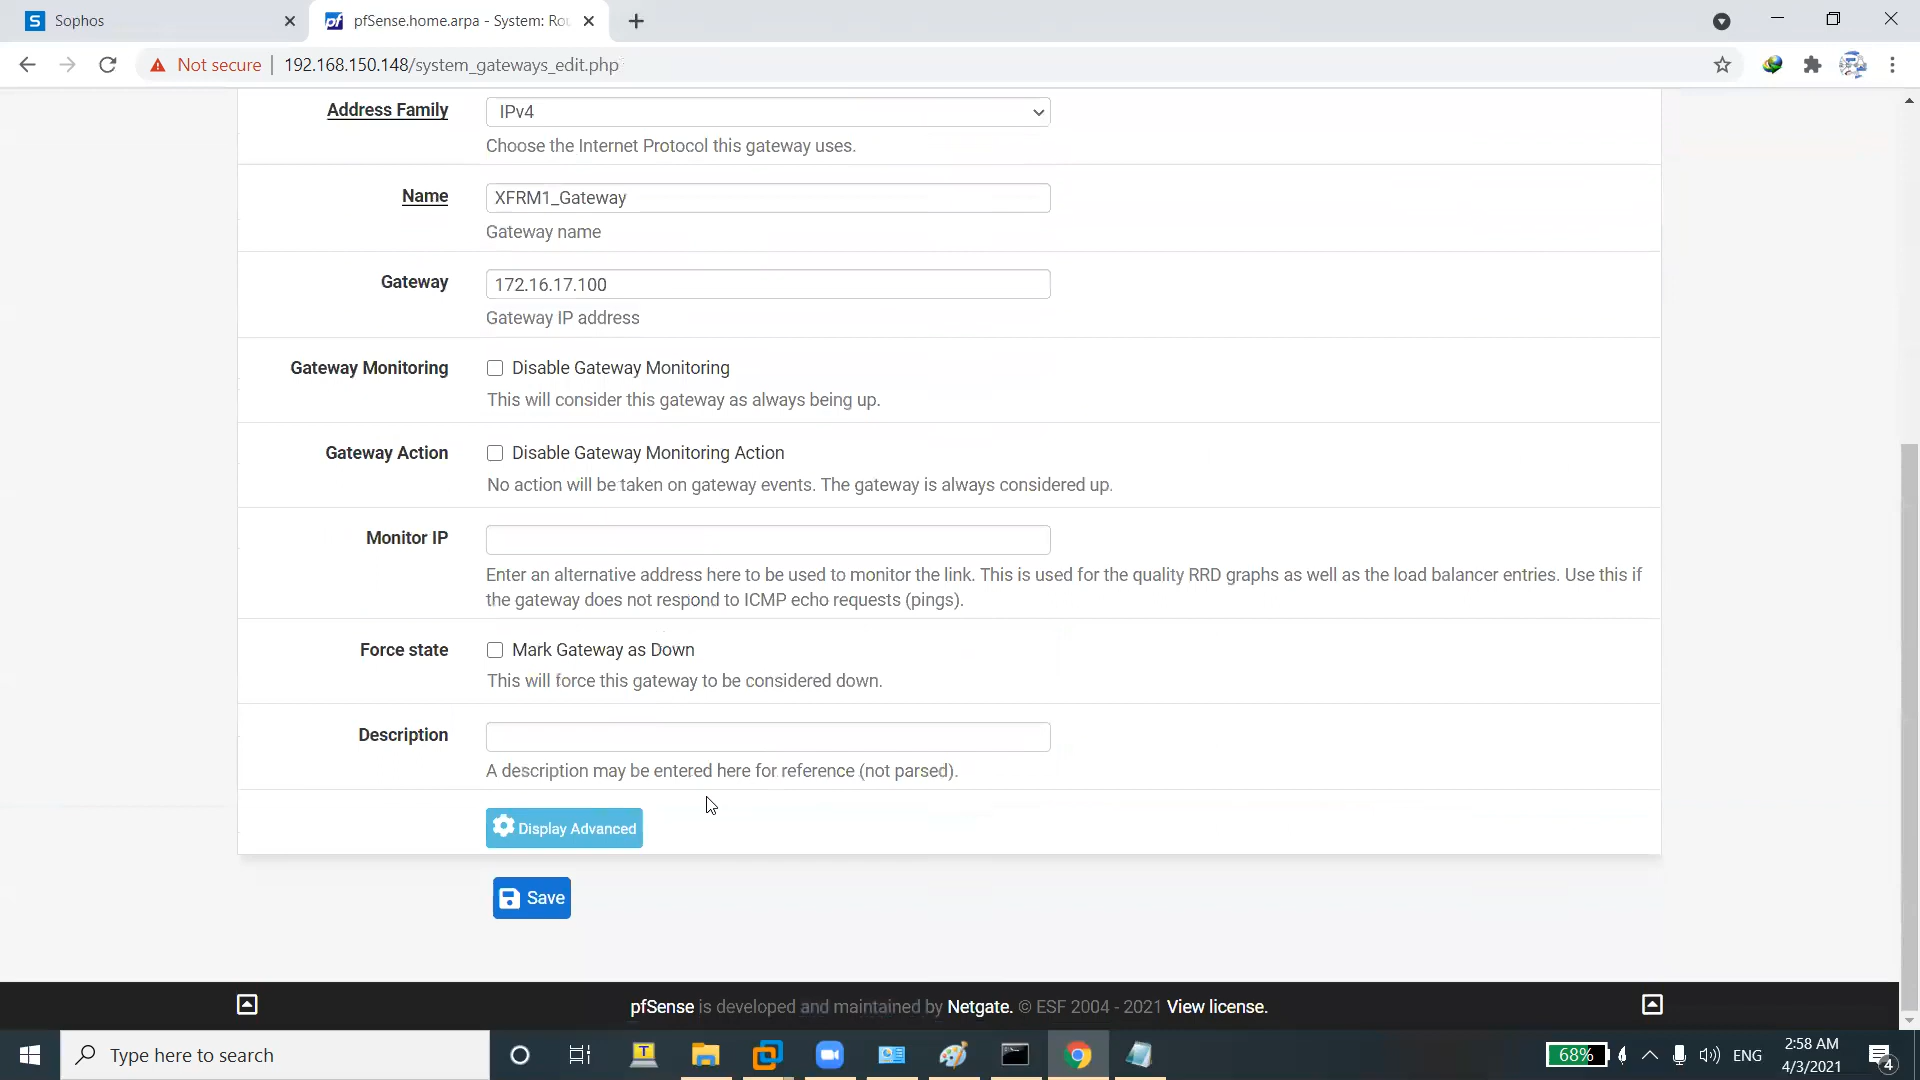 Sophos
pfSense.home.arpa - System: Rou
Not secure
192.168.150.148/system_gateways_edit.php
Address Family
IPv4
Choose the Internet Protocol this gateway uses.
Name
XFRM1_Gateway
Gateway name
Gateway
172.16.17.100
Gateway IP address
Gateway Monitoring
Disable Gateway Monitoring
This will consider this gateway as always being up.
Gateway Action
Disable Gateway Monitoring Action
No action will be taken on gateway events. The gateway is always considered up.
Monitor IP
Enter an alternative address here to be used to monitor the link. This is used for the quality RRD graphs as well as the load balancer entries. Use this if
the gateway does not respond to ICMP echo requests (pings).
Force state
Mark Gateway as Down
This will force this gateway to be considered down.
Description
A description may be entered here for reference (not parsed).
Display Advanced
Save
pfSense is developed and maintained by Netgate. © ESF 2004 - 2021 View license.
Type here to search
68%
ENG
2:58 AM
4/3/2021
4